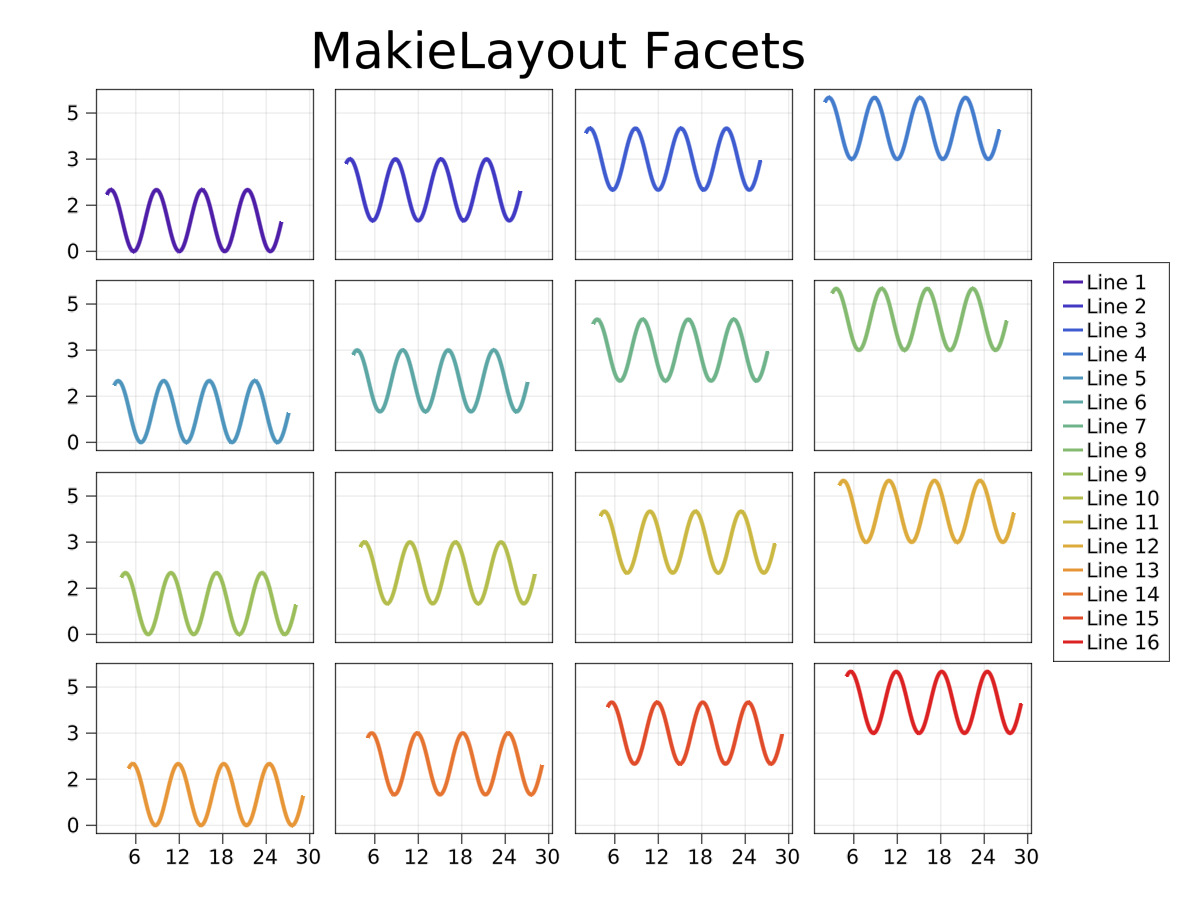 MakieLayout Facets
5
3
2
0
5
3
2
0
5
3
2
0
5
3
2
0
6 12 18 24 30 6 12 18 24 30 6 12 18 24 30 6 12 18 24 30
Line 1
Line 2
Line 3
Line 4
Line 5
Line 6
Line 7
Line 8
Line 9
Line 10
Line 11
Line 12
Line 13
Line 14
Line 15
Line 16